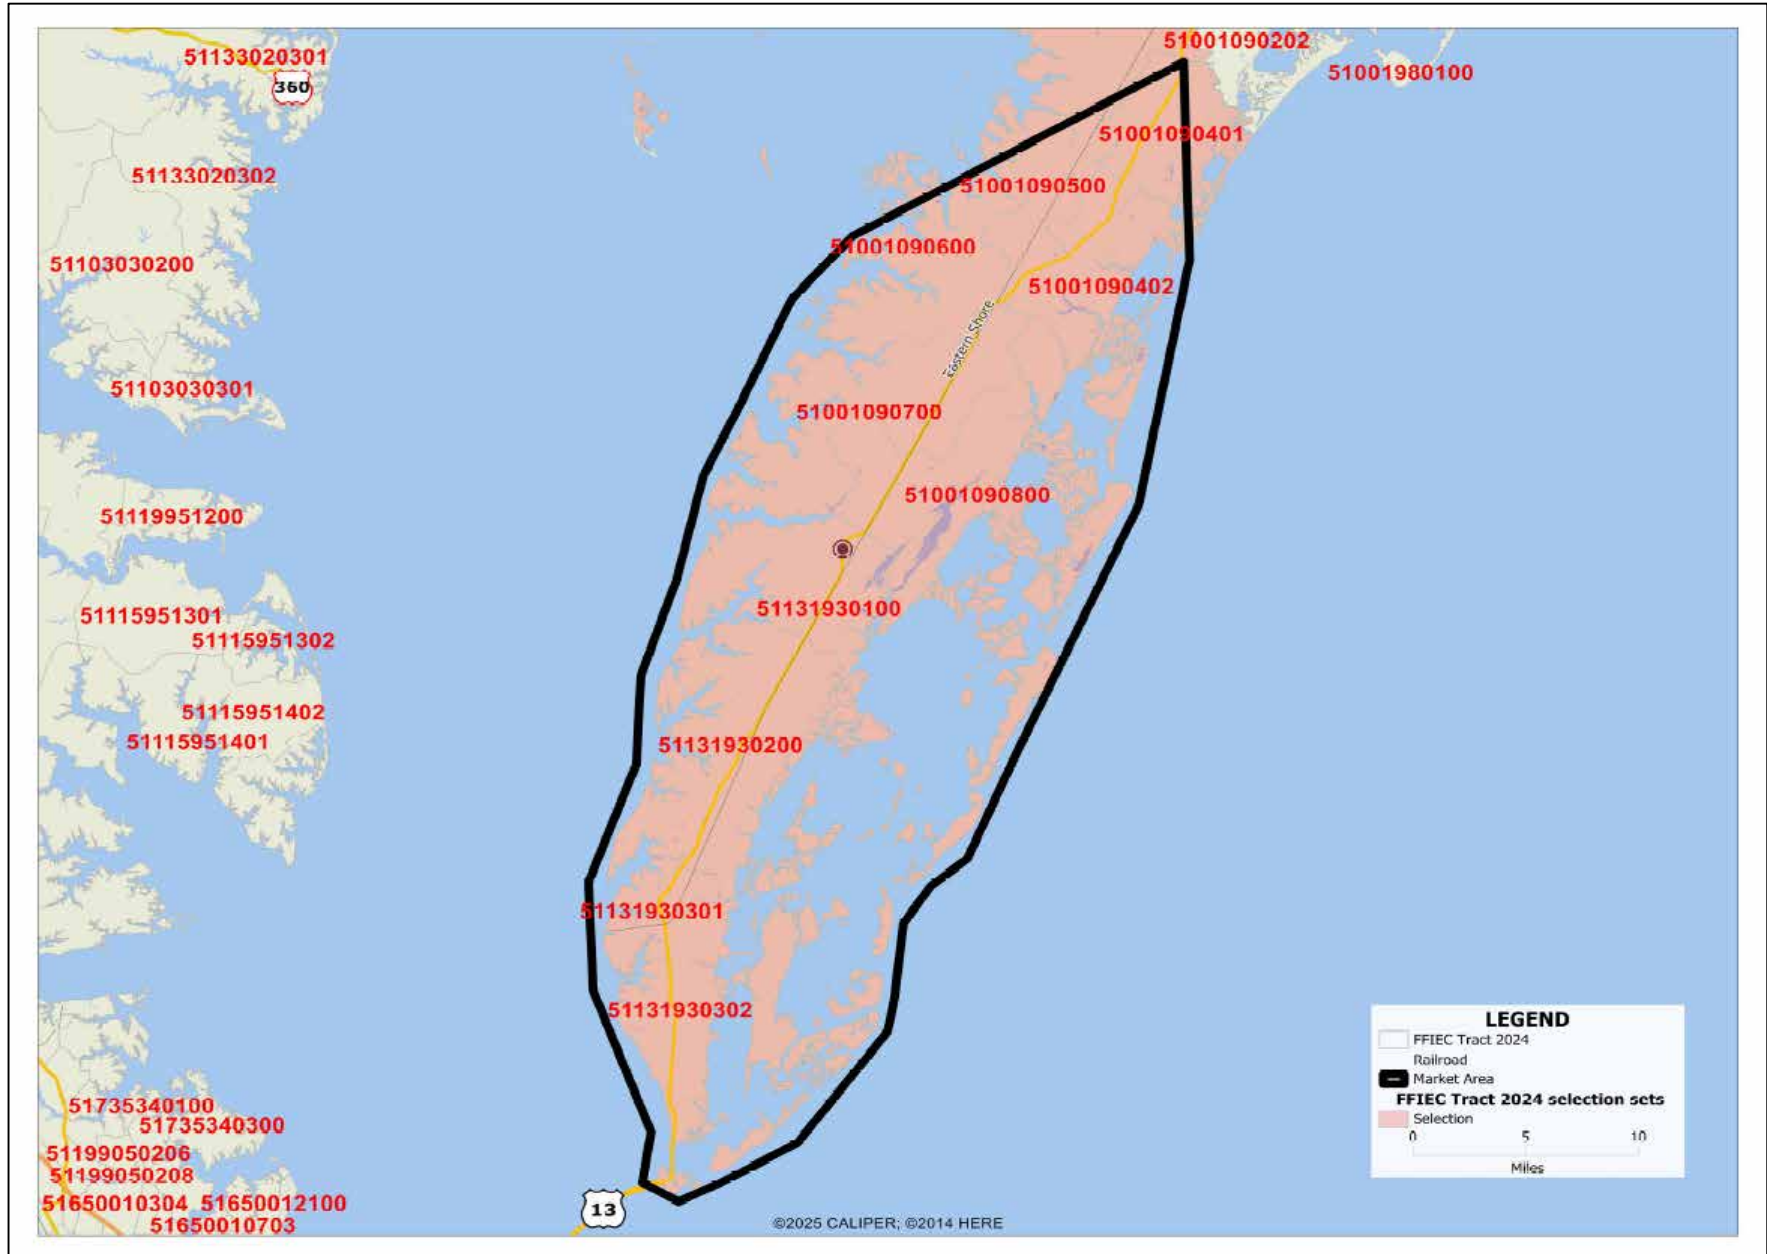 51001090202
51133020301
51001980100
360
51001090401
51133020302
51001090500
51001090600
51103030200
51001090402
Eastern Shore
51103030301
51001090700
51001090800
51119951200
51131930100
51115951301
51115951302
51115951402
51115951401
51131930200
51131930301
51131930302
LEGEND
FFIEC Tract 2024
Railroad
Market Area
FFIEC Tract 2024 selection sets
Selection
0 5 10
Miles
51735340100
51735340300
51199050206
51199050208
51650010304 51650012100
51650010703
13
©2025 CALIPER; ©2014 HERE